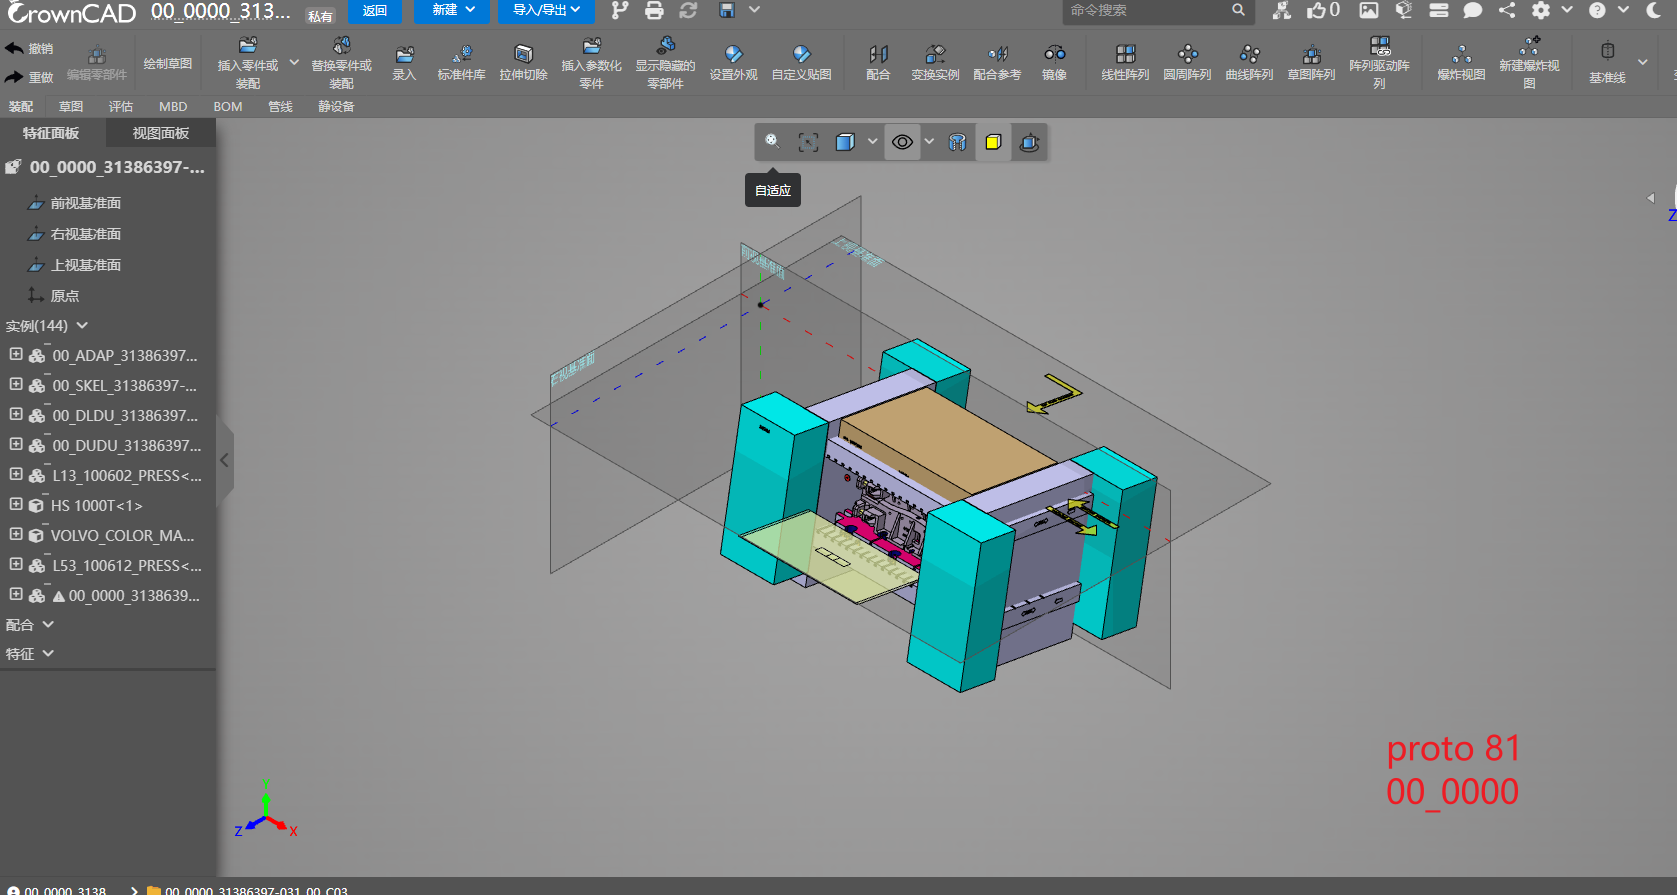 CrownCAD
00_0000_313...
私有
返回
新建
导入/导出
命令搜索
0
撤销
重做
编辑零部件
绘制草图
插入零件或
装配
替换零件或
装配
录入
标准件库
拉伸切除
插入参数化
零件
显示隐藏的
零部件
设置外观
自定义贴图
配合
变换实例
配合参考
镜像
线性阵列
圆周阵列
曲线阵列
草图阵列
阵列驱动阵
列
爆炸视图
新建爆炸视
图
基准线
装配
草图
评估
MBD
BOM
管线
静设备
特征面板
视图面板
自适应
00_0000_31386397-...
前视基准面
右视基准面
上视基准面
原点
实例(144)
00_ADAP_31386397...
00_SKEL_31386397-...
00_DLDU_31386397...
00_DUDU_31386397...
L13_100602_PRESS<...
HS 1000T<1>
VOLVO_COLOR_MA...
L53_100612_PRESS<...
00_0000_3138639...
配合
特征
上视基准面
右视基准面
Z
proto 81
00_0000
Y
Z
X
00_0000_3138...
00_0000_31386397-031_00_C03